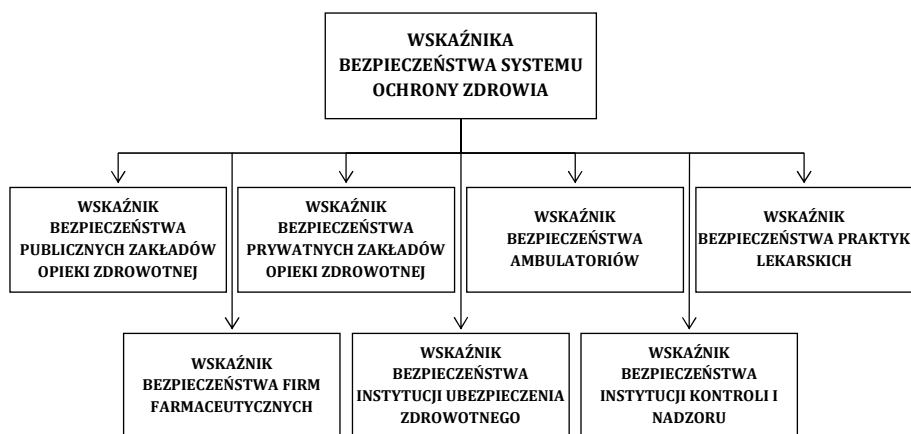 WSKAŹNIKA
BEZPIECZEŃSTWA SYSTEMU
OCHRONY ZDROWIA
WSKAŹNIK
BEZPIECZEŃSTWA
PUBLICZNYCH ZAKŁADÓW
OPIEKI ZDROWOTNEJ
WSKAŹNIK
BEZPIECZEŃSTWA
PRYWATNYCH ZAKŁADÓW
OPIEKI ZDROWOTNEJ
WSKAŹNIK
BEZPIECZEŃSTWA
AMBULATORIÓW
WSKAŹNIK
BEZPIECZEŃSTWA PRAKTYK
LEKARSKICH
WSKAŹNIK
BEZPIECZEŃSTWA FIRM
FARMACEUTYCZNYCH
WSKAŹNIK
BEZPIECZEŃSTWA
INSTYTUCJI UBEZPIECZENIA
ZDROWOTNEGO
WSKAŹNIK
BEZPIECZEŃSTWA
INSTYTUCJI KONTROLI I
NADZORU